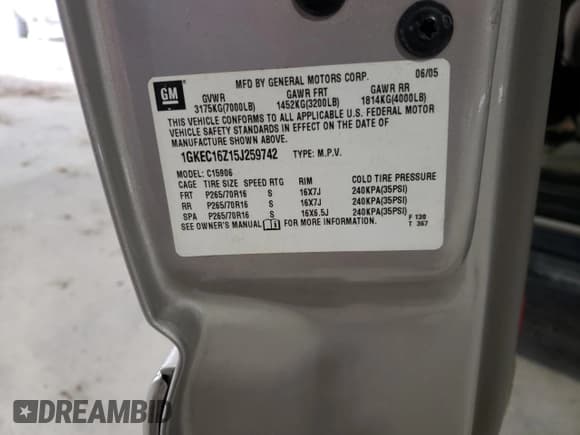 GM
MFD BY GENERAL MOTORS CORP. 06/05
GVWR GAWR FRT GAWR RR
3175KG(7000LB) 1452KG(3200LB) 1814KG(4000LB)
THIS VEHICLE CONFORMS TO ALL APPLICABLE U.S. FEDERAL MOTOR
VEHICLE SAFETY STANDARDS IN EFFECT ON THE DATE OF
MANUFACTURE SHOWN ABOVE.
1GKEC16Z15J259742 TYPE: M.P.V.
MODEL: C15906
CAGE TIRE SIZE SPEED RTG RIM COLD TIRE PRESSURE
FRT P265/70R16 S 16X7J 240KPA(35PSI)
RR P265/70R16 S 16X7J 240KPA(35PSI)
SPA P265/70R16 S 16X6.5J 240KPA(35PSI)
SEE OWNER'S MANUAL FOR MORE INFORMATION. F 130
T 367
DREAMBID